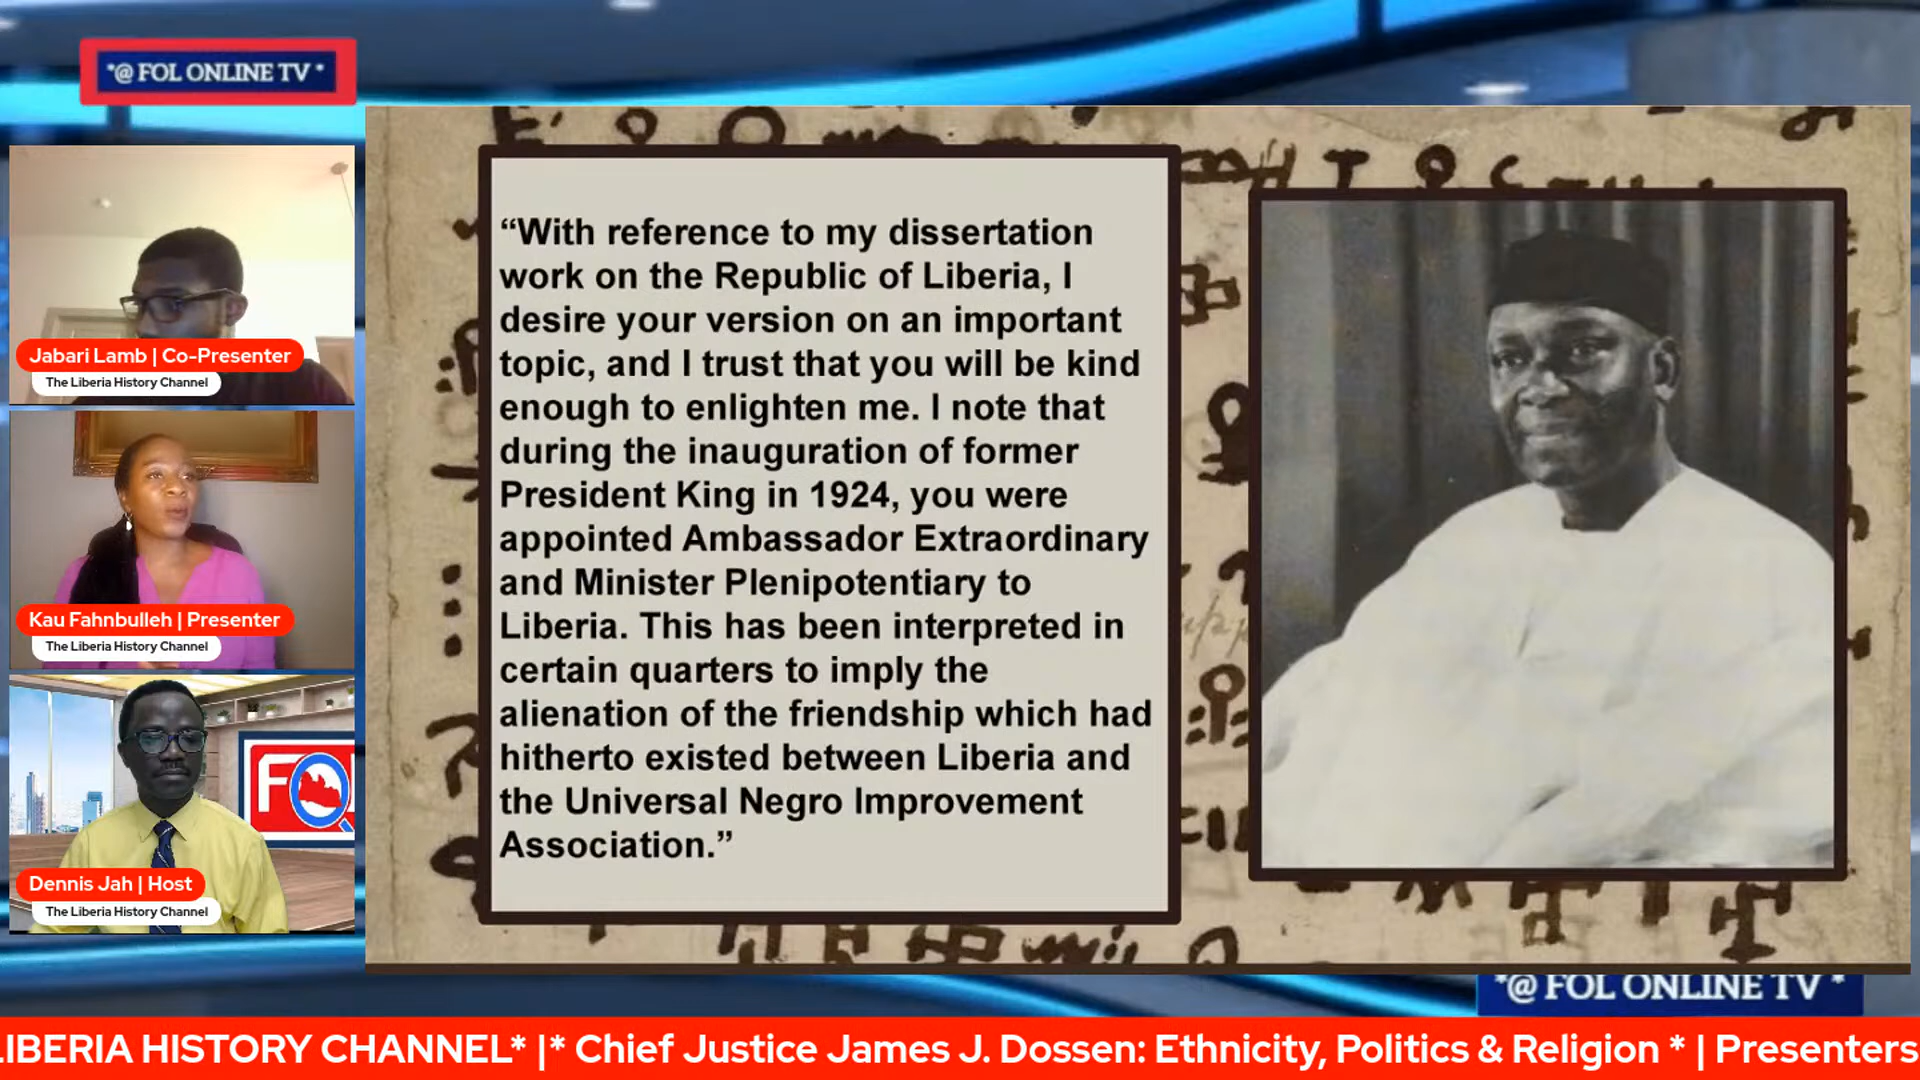 *@ FOL ONLINE TV *
Jabari Lamb | Co-Presenter
The Liberia History Channel
Kau Fahnbulleh | Presenter
The Liberia History Channel
Dennis Jah | Host
The Liberia History Channel
“With reference to my dissertation
work on the Republic of Liberia, I
desire your version on an important
topic, and I trust that you will be kind
enough to enlighten me. I note that
during the inauguration of former
President King in 1924, you were
appointed Ambassador Extraordinary
and Minister Plenipotentiary to
Liberia. This has been interpreted in
certain quarters to imply the
alienation of the friendship which had
hitherto existed between Liberia and
the Universal Negro Improvement
Association.”
*@ FOL ONLINE TV *
LIBERIA HISTORY CHANNEL* |* Chief Justice James J. Dossen: Ethnicity, Politics & Religion * | Presenters